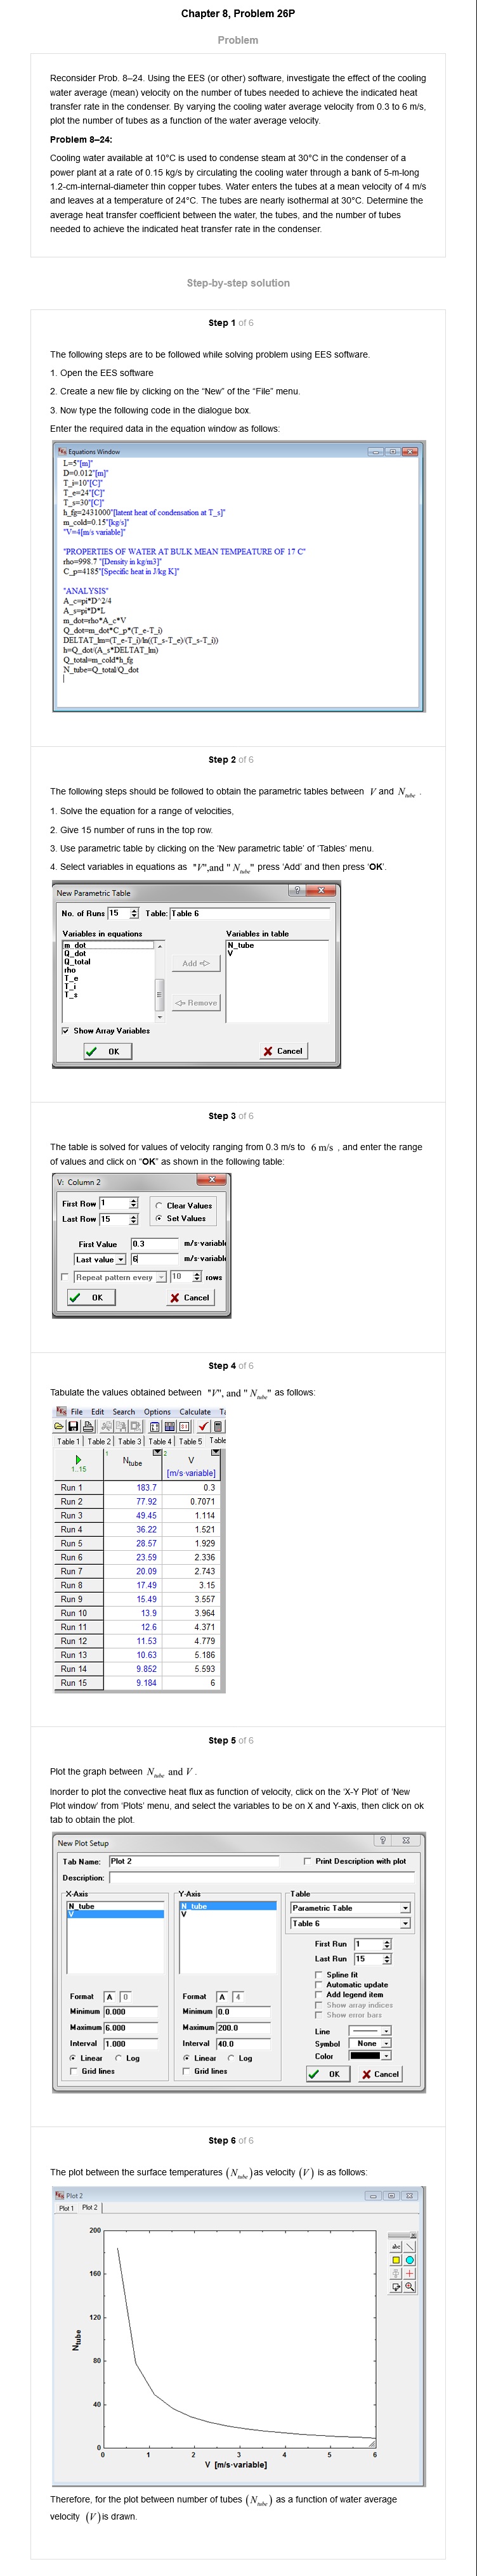 Chapter 8, Problem 26P
Problem
Reconsider Prob. 8–24. Using the EES (or other) software, investigate the effect of the cooling
water average (mean) velocity on the number of tubes needed to achieve the indicated heat
transfer rate in the condenser. By varying the cooling water average velocity from 0.3 to 6 m/s,
plot the number of tubes as a function of the water average velocity.
Problem 8–24:
Cooling water available at 10°C is used to condense steam at 30°C in the condenser of a
power plant at a rate of 0.15 kg/s by circulating the cooling water through a bank of 5-m-long
1.2-cm-internal-diameter thin copper tubes. Water enters the tubes at a mean velocity of 4 m/s
and leaves at a temperature of 24°C. The tubes are nearly isothermal at 30°C. Determine the
average heat transfer coefficient between the water, the tubes, and the number of tubes
needed to achieve the indicated heat transfer rate in the condenser.
Step-by-step solution
Step 1 of 6
The following steps are to be followed while solving problem using EES software.
1. Open the EES software
2. Create a new file by clicking on the “New” of the “File” menu.
3. Now type the following code in the dialogue box.
Enter the required data in the equation window as follows:
Equations Window
L=5"[m]"
D=0.012"[m]"
T_i=10"[C]"
T_e=24"[C]"
T_s=30"[C]"
h_fg=2431000"[latent heat of condensation at T_s]"
m_cold=0.15"[kg/s]"
"V=4[m/s variable]"
"PROPERTIES OF WATER AT BULK MEAN TEMPEATURE OF 17 C"
rho=998.7 "[Density in kg/m3]"
C_p=4185"[Specific heat in J/kg K]"
"ANALYSIS"
A_c=pi*D^2/4
A_s=pi*D*L
m_dot=rho*A_c*V
Q_dot=m_dot*C_p*(T_e-T_i)
DELTAT_lm=(T_e-T_i)/ln((T_s-T_e)/(T_s-T_i))
h=Q_dot/(A_s*DELTAT_lm)
Q_total=m_cold*h_fg
N_tube=Q_total/Q_dot
Step 2 of 6
The following steps should be followed to obtain the parametric tables between V and N_tube .
1. Solve the equation for a range of velocities,
2. Give 15 number of runs in the top row.
3. Use parametric table by clicking on the ‘New parametric table’ of ‘Tables’ menu.
4. Select variables in equations as "V",and " N_tube" press ‘Add’ and then press ‘OK’.
New Parametric Table
No. of Runs 15 Table: Table 6
Variables in equations Variables in table
m_dot N_tube
Q_dot V
Q_total
rho
T_e
T_i
T_s
Add
Remove
Show Array Variables
OK Cancel
Step 3 of 6
The table is solved for values of velocity ranging from 0.3 m/s to 6 m/s , and enter the range
of values and click on “OK” as shown in the following table:
V: Column 2
First Row 1 Clear Values
Last Row 15 Set Values
First Value 0.3 m/s-variabl
Last value 6 m/s-variabl
Repeat pattern every 10 rows
OK Cancel
Step 4 of 6
Tabulate the values obtained between "V", and " N_tube" as follows:
File Edit Search Options Calculate Ta
Table 1 Table 2 Table 3 Table 4 Table 5 Table
1..15 1 N_tube 2 V
[m/s-variable]
Run 1 183.7 0.3
Run 2 77.92 0.7071
Run 3 49.45 1.114
Run 4 36.22 1.521
Run 5 28.57 1.929
Run 6 23.59 2.336
Run 7 20.09 2.743
Run 8 17.49 3.15
Run 9 15.49 3.557
Run 10 13.9 3.964
Run 11 12.6 4.371
Run 12 11.53 4.779
Run 13 10.63 5.186
Run 14 9.852 5.593
Run 15 9.184 6
Step 5 of 6
Plot the graph between N_tube and V .
Inorder to plot the convective heat flux as function of velocity, click on the ‘X-Y Plot’ of ‘New
Plot window’ from ‘Plots’ menu, and select the variables to be on X and Y-axis, then click on ok
tab to obtain the plot.
New Plot Setup
Tab Name: Plot 2 Print Description with plot
Description:
X-Axis Y-Axis Table
N_tube N_tube Parametric Table
V V Table 6
First Run 1
Last Run 15
Spline fit
Automatic update
Add legend item
Show array indices
Show error bars
Format A 0 Format A 4
Minimum 0.000 Minimum 0.0
Maximum 6.000 Maximum 200.0
Interval 1.000 Interval 40.0
Linear Log Linear Log
Grid lines Grid lines
Line
Symbol None
Color
OK Cancel
Step 6 of 6
The plot between the surface temperatures (N_tube)as velocity (V) is as follows:
Plot 2
Plot 1 Plot 2
abc
200
160
120
80
40
0
N_tube
0 1 2 3 4 5 6
V [m/s-variable]
Therefore, for the plot between number of tubes (N_tube) as a function of water average
velocity (V)is drawn.